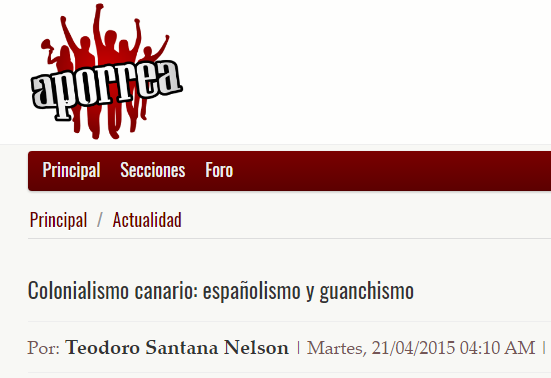 aporrea
Principal Secciones Foro
Principal / Actualidad
Colonialismo canario: españolismo y guanchismo
Por: Teodoro Santana Nelson | Martes, 21/04/2015 04:10 AM |